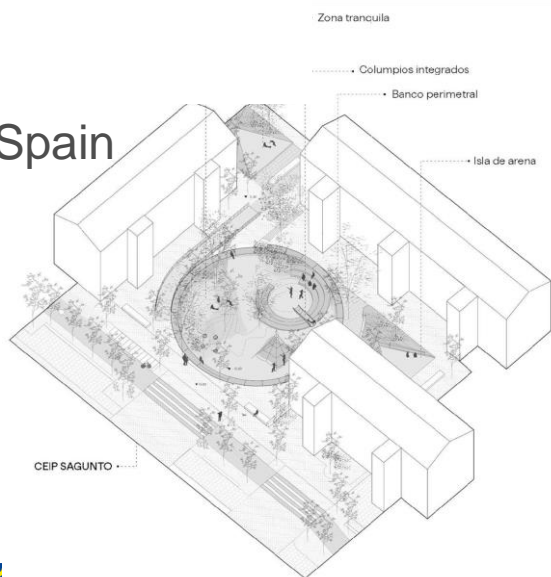 Zona tranquila
Columpios integrados
Banco perimetral
Spain
Isla de arena
CEIP SAGUNTO